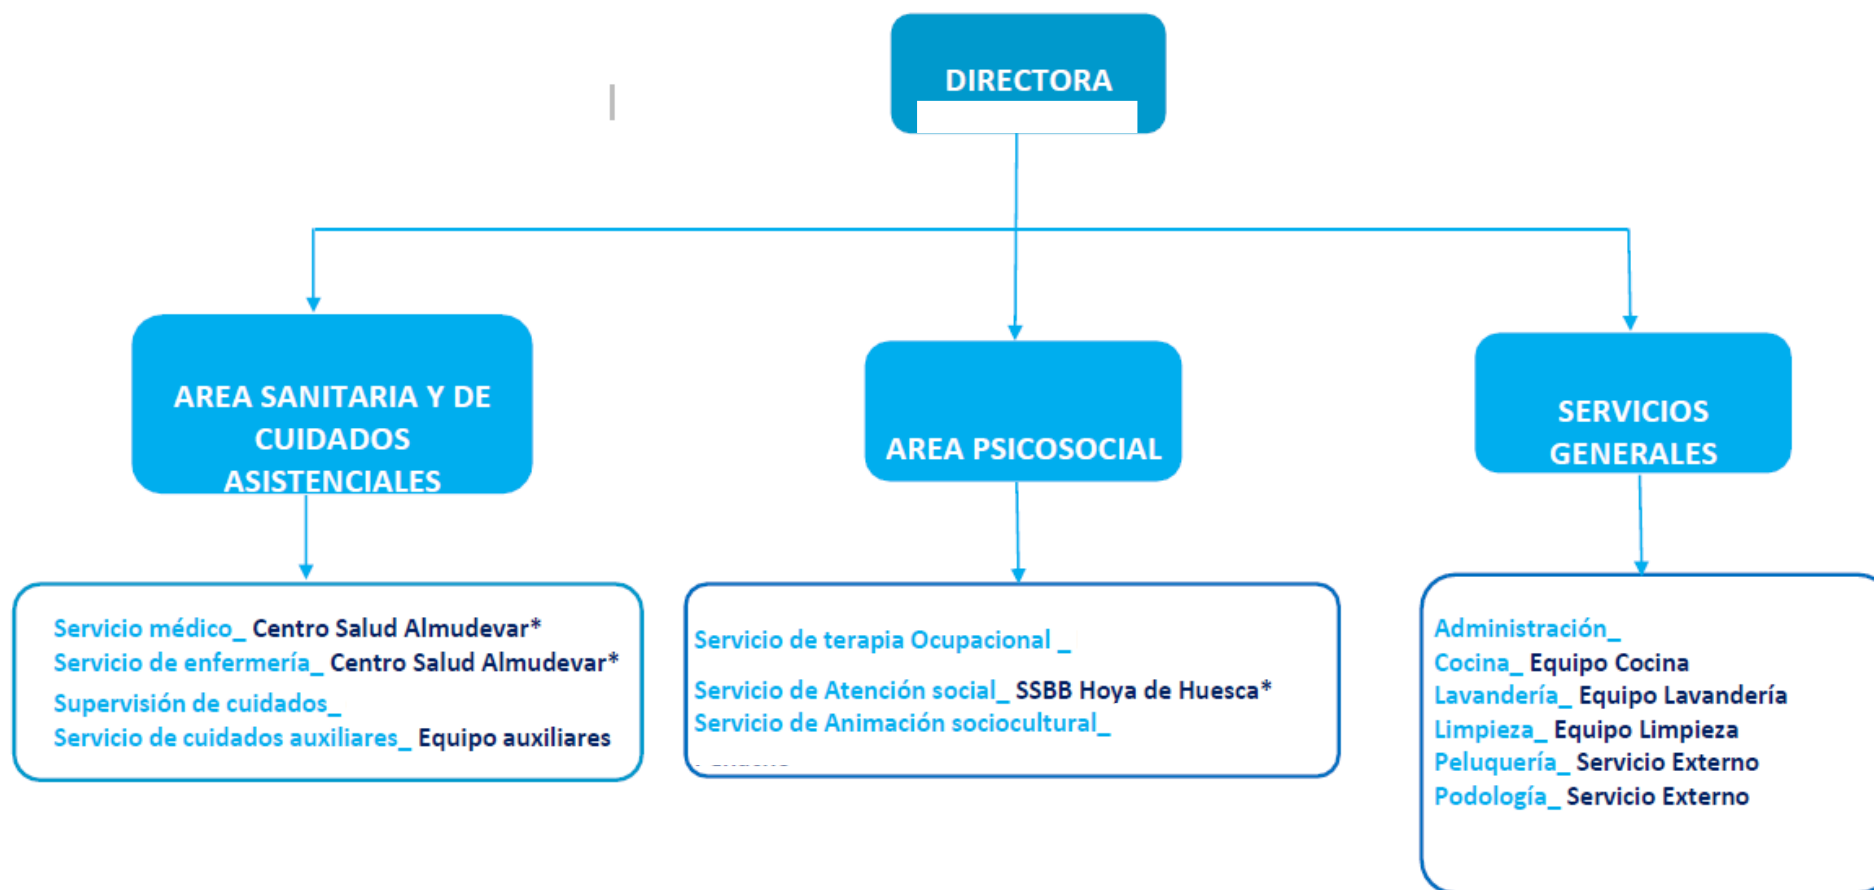 DIRECTORA
AREA SANITARIA Y DE
CUIDADOS
ASISTENCIALES
AREA PSICOSOCIAL
SERVICIOS
GENERALES
Servicio médico_ Centro Salud Almudevar*
Servicio de enfermería_ Centro Salud Almudevar*
Supervisión de cuidados_
Servicio de cuidados auxiliares_ Equipo auxiliares
Servicio de terapia Ocupacional _
Servicio de Atención social_ SSBB Hoya de Huesca*
Servicio de Animación sociocultural_
Administración_
Cocina_ Equipo Cocina
Lavandería_ Equipo Lavandería
Limpieza_ Equipo Limpieza
Peluquería_ Servicio Externo
Podología_ Servicio Externo